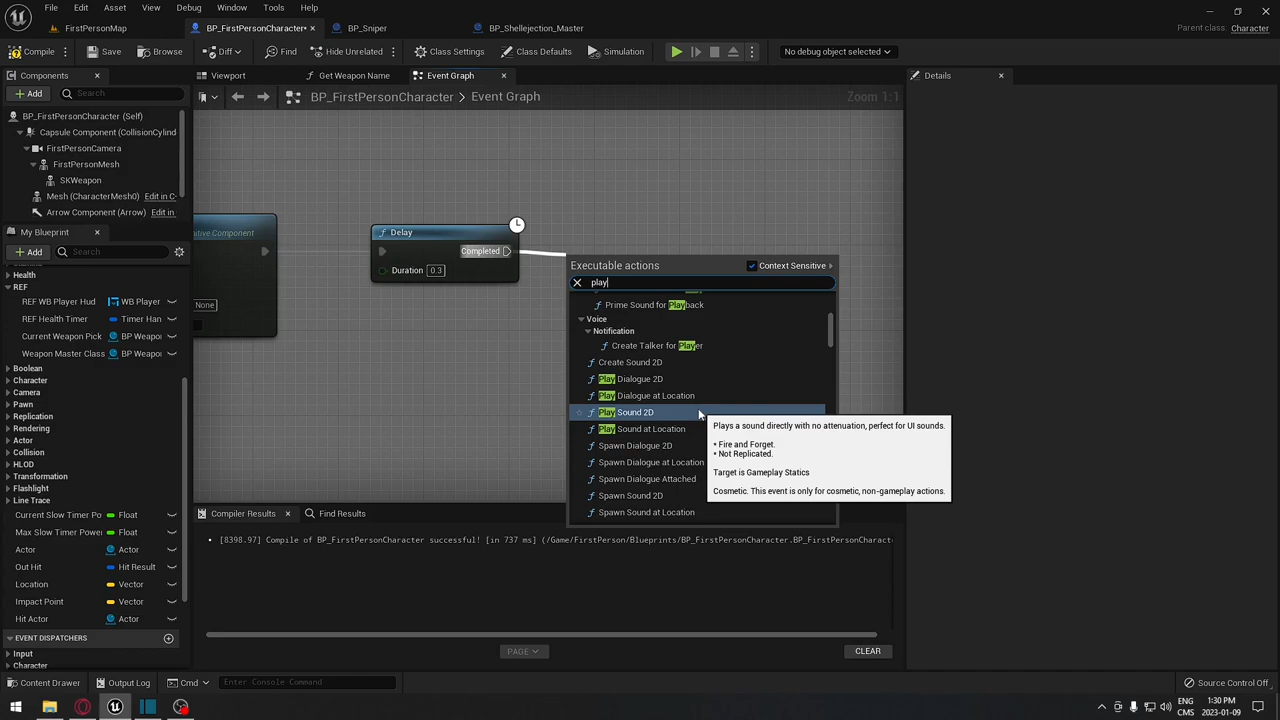 File Edit Asset View Debug Window Tools Help
FirstPersonMap BP_FirstPersonCharacter* BP_Sniper BP_Shellejection_Master Parent class: Character
Compile Save Browse Diff Find Hide Unrelated Class Settings Class Defaults Simulation No debug object selected
Components Viewport Get Weapon Name Event Graph Details
Add Search BP_FirstPersonCharacter > Event Graph Zoom 1:1
BP_FirstPersonCharacter (Self)
Capsule Component (CollisionCylind
FirstPersonCamera
FirstPersonMesh
SKWeapon
Mesh (CharacterMesh0) Edit in C-
Arrow Component (Arrow) Edit in
My Blueprint
Add Search
Health
REF
REF WB Player Hud WB Player
REF Health Timer Timer Han
Current Weapon Pick BP Weapo
Weapon Master Class BP Weapo
Boolean
Character
Camera
Pawn
Replication
Rendering
Actor
Collision
HLOD
Transformation
Flashlight
Line Trace
Current Slow Timer Po Float
Max Slow Timer Power Float
Actor Actor
Out Hit Hit Result
Location Vector
Impact Point Vector
Hit Actor Actor
EVENT DISPATCHERS
Input
Character
itive Component
None
Delay
Completed
Duration 0.3
Executable actions Context Sensitive
play
Prime Sound for Playback
Voice
Notification
Create Talker for Player
Create Sound 2D
Play Dialogue 2D
Play Dialogue at Location
Play Sound 2D
Play Sound at Location
Spawn Dialogue 2D
Spawn Dialogue at Location
Spawn Dialogue Attached
Spawn Sound 2D
Spawn Sound at Location
Plays a sound directly with no attenuation, perfect for UI sounds.
* Fire and Forget.
* Not Replicated.
Target is Gameplay Statics
Cosmetic. This event is only for cosmetic, non-gameplay actions.
Compiler Results Find Results
[8398.97] Compile of BP_FirstPersonCharacter successful! [in 737 ms] (/Game/FirstPerson/Blueprints/BP_FirstPersonCharacter.BP_FirstPersonCharacte
PAGE CLEAR
Content Drawer Output Log Cmd Enter Console Command Source Control Off
ENG
CMS
1:30 PM
2023-01-09